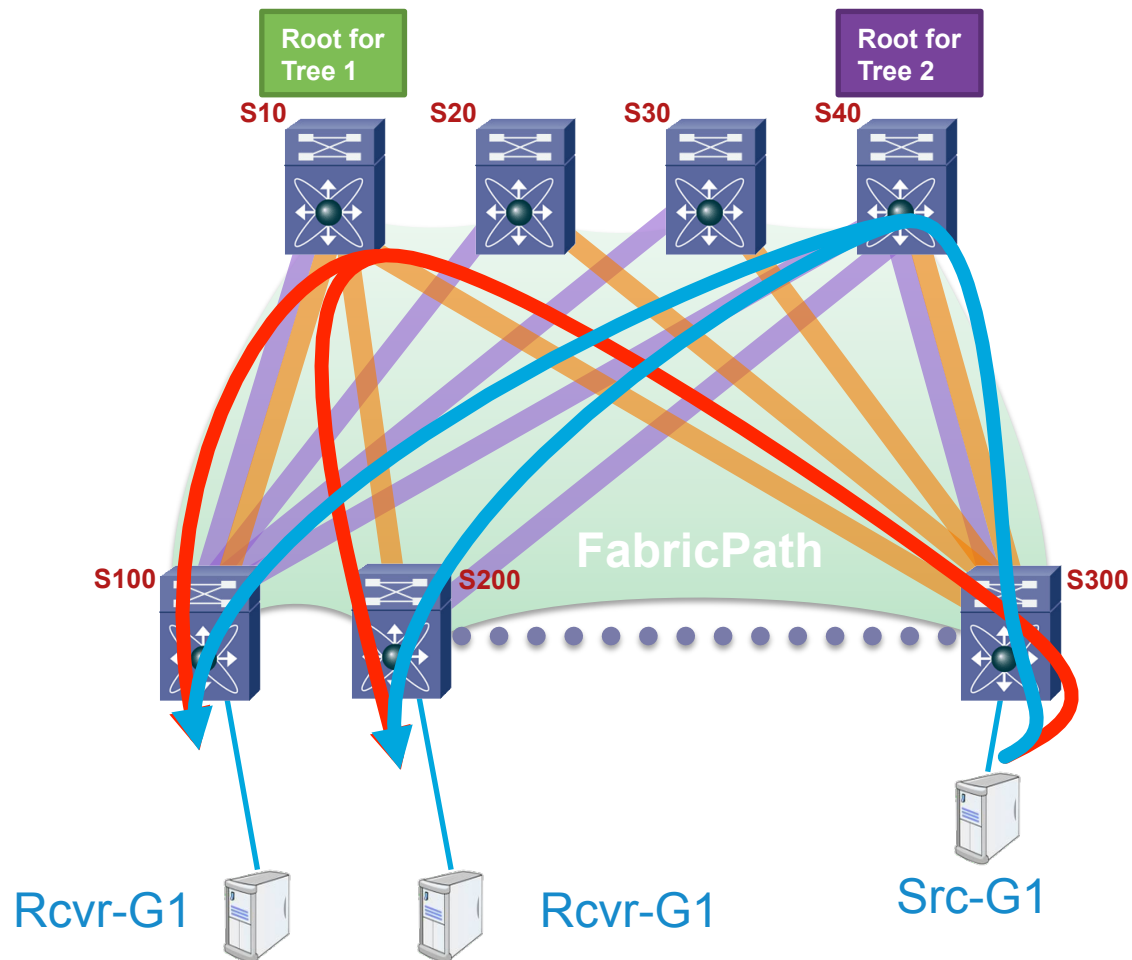 Root for
Tree 1
Root for
Tree 2
S10
S20
S30
S40
FabricPath
S100
S200
S300
Rcvr-G1
Rcvr-G1
Src-G1